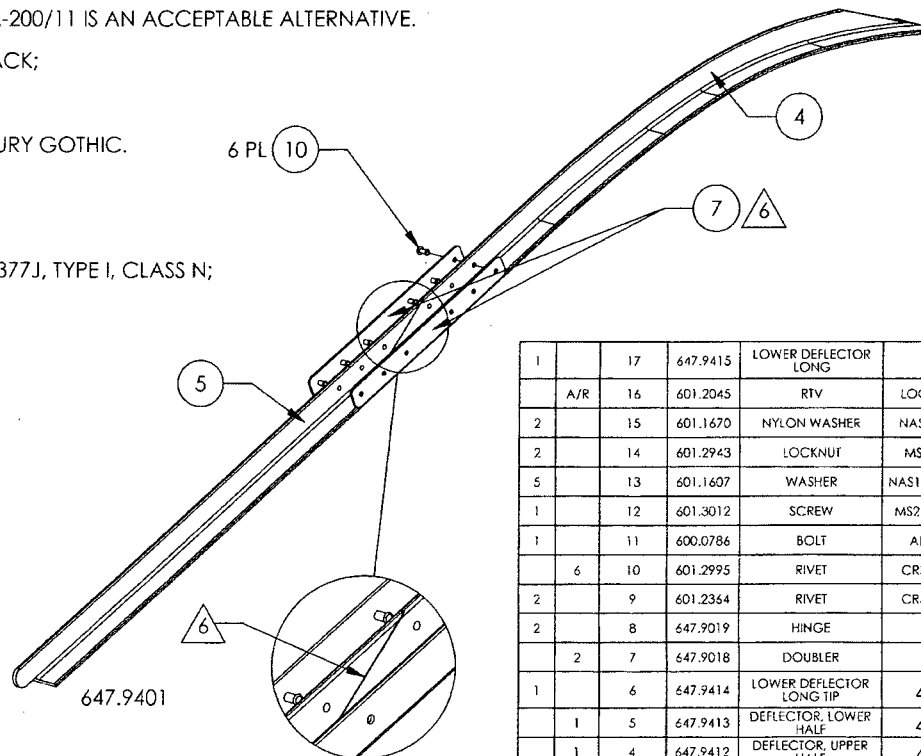 -200/11 IS AN ACCEPTABLE ALTERNATIVE.
ACK;
URY GOTHIC.
377J, TYPE I, CLASS N;
6 PL 10
4
7 6
5
6
647.9401
1 17 647.9415 LOWER DEFLECTOR LONG
A/R 16 601.2045 RTV LOC
2 15 601.1670 NYLON WASHER NAS
2 14 601.2943 LOCKNUT MS
5 13 601.1607 WASHER NAS1
1 12 601.3012 SCREW MS2
1 11 600.0786 BOLT A
6 10 601.2995 RIVET CR
2 9 601.2364 RIVET CR
2 8 647.9019 HINGE
2 7 647.9018 DOUBLER
1 6 647.9414 LOWER DEFLECTOR LONG TIP
1 5 647.9413 DEFLECTOR, LOWER HALF
1 4 647.9412 DEFLECTOR, UPPER